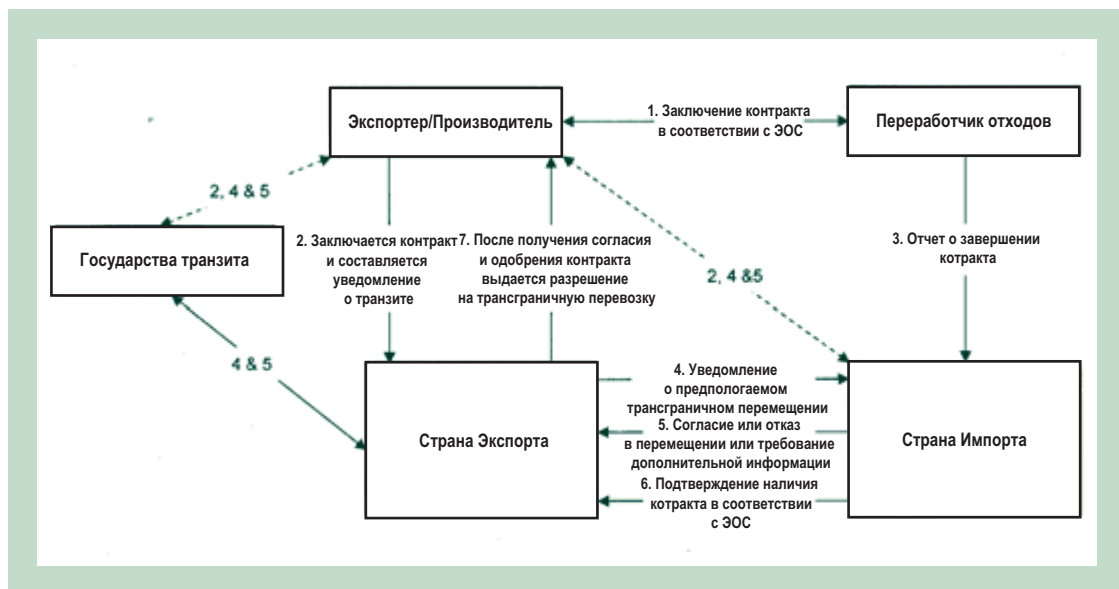 Экспортер/Производитель
1. Заключение контракта
в соответствии с ЭОС
Переработчик отходов
2, 4 & 5
Государства транзита
2. Заключается контракт
и составляется
уведомление
о транзите
7. После получения согласия
и одобрения контракта
выдается разрешение
на трансграничную перевозку
2, 4 &5
3. Отчет о завершении
котракта
4 & 5
Страна Экспорта
4. Уведомление
о предпологаемом
трансграничном перемещении
5. Согласие или отказ
в перемещении или требование
дополнительной информации
6. Подтверждение наличия
котракта в соответствии
с ЭОС
Страна Импорта